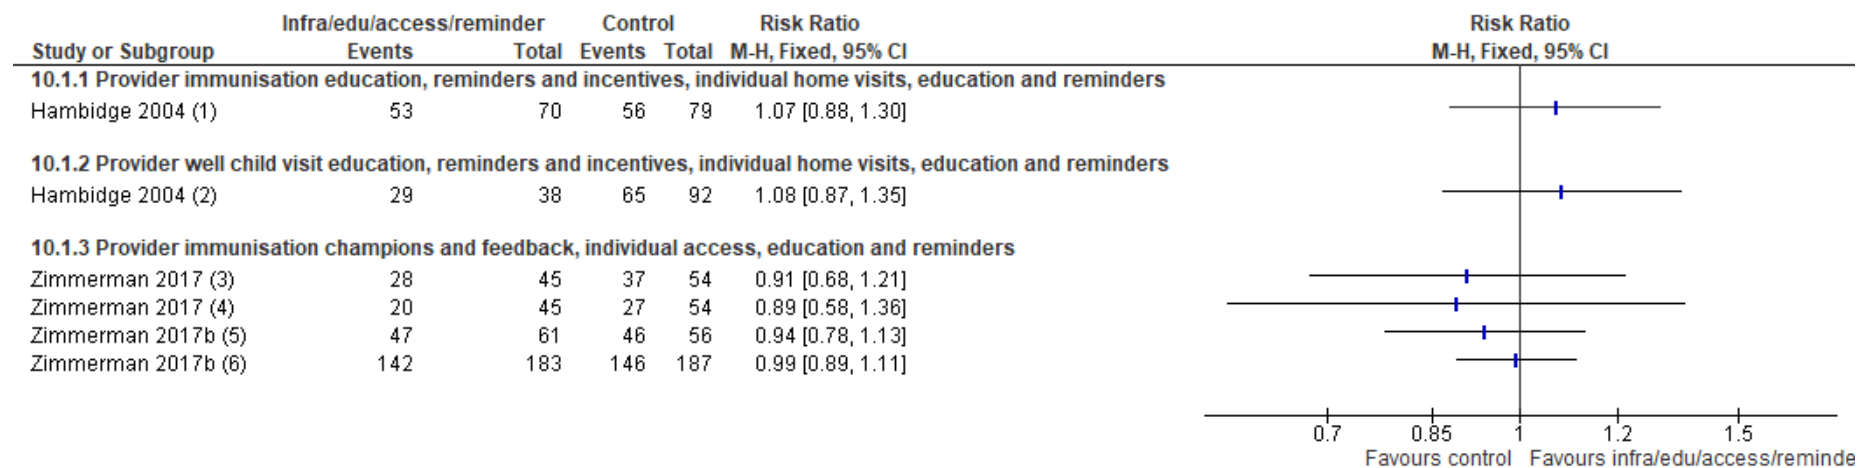 Infra/edu/access/reminder Control Risk Ratio Risk Ratio
Study or Subgroup Events Total Events Total M-H, Fixed, 95% CI M-H, Fixed, 95% CI
10.1.1 Provider immunisation education, reminders and incentives, individual home visits, education and reminders
Hambidge 2004 (1) 53 70 56 79 1.07 [0.88, 1.30]
10.1.2 Provider well child visit education, reminders and incentives, individual home visits, education and reminders
Hambidge 2004 (2) 29 38 65 92 1.08 [0.87, 1.35]
10.1.3 Provider immunisation champions and feedback, individual access, education and reminders
Zimmerman 2017 (3) 28 45 37 54 0.91 [0.68, 1.21]
Zimmerman 2017 (4) 20 45 27 54 0.89 [0.58, 1.36]
Zimmerman 2017b (5) 47 61 46 56 0.94 [0.78, 1.13]
Zimmerman 2017b (6) 142 183 146 187 0.99 [0.89, 1.11]
0.7 0.85 1 1.2 1.5
Favours control Favours infra/edu/access/reminde